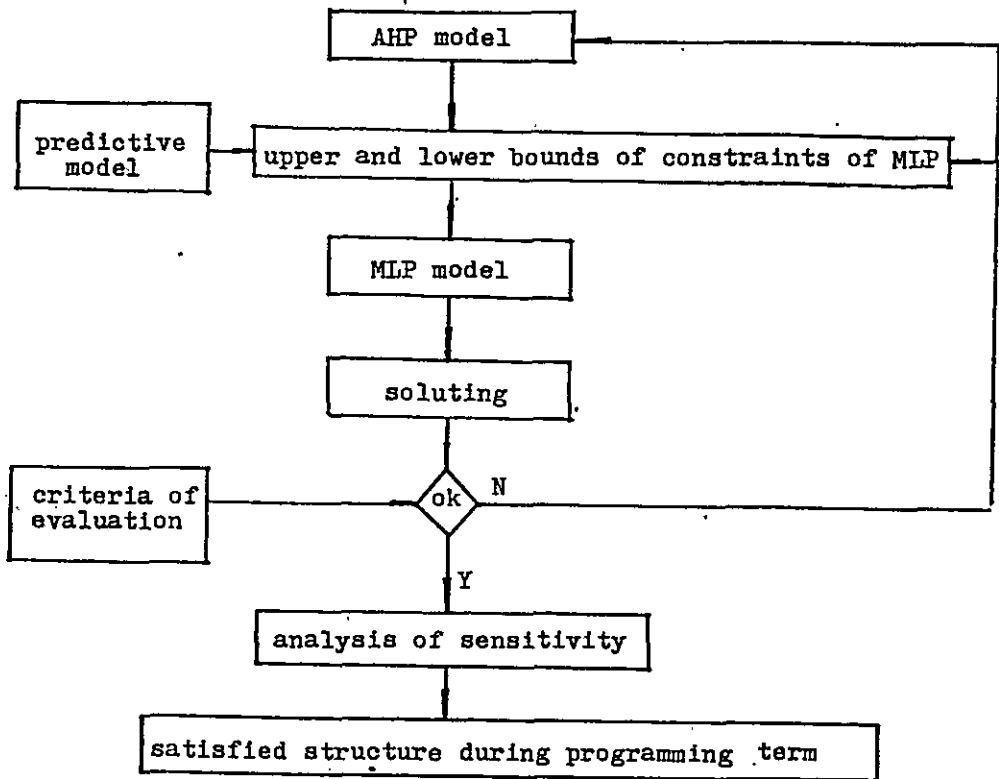 AHP model
predictive
model
upper and lower bounds of constraints of MLP
MLP model
soluting
criteria of
evaluation
ok
N
Y
analysis of sensitivity
satisfied structure during programming term